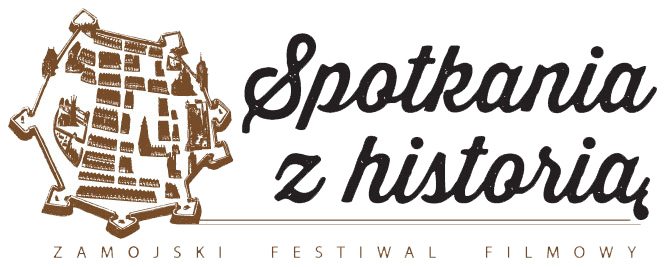 Spotkania
z historią
ZAMOJSKI FESTIWAL FILMOWY